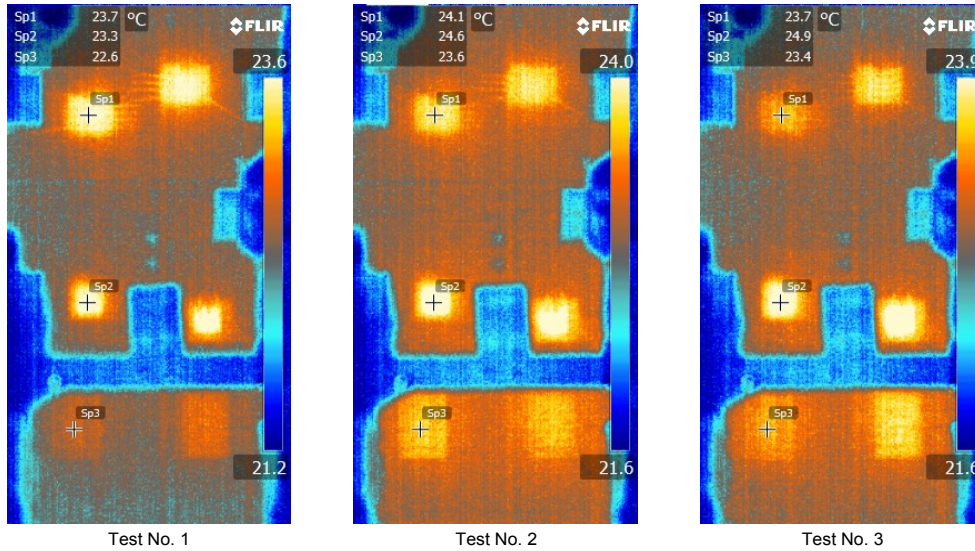 Sp1 23.7 °C
Sp2 23.3
Sp3 22.6
FLIR
23.6
Sp1
Sp2
Sp3
21.2
Test No. 1
Sp1 24.1 °C
Sp2 24.6
Sp3 23.6
FLIR
24.0
Sp1
Sp2
Sp3
21.6
Test No. 2
Sp1 23.7 °C
Sp2 24.9
Sp3 23.4
FLIR
23.9
Sp1
Sp2
Sp3
21.6
Test No. 3